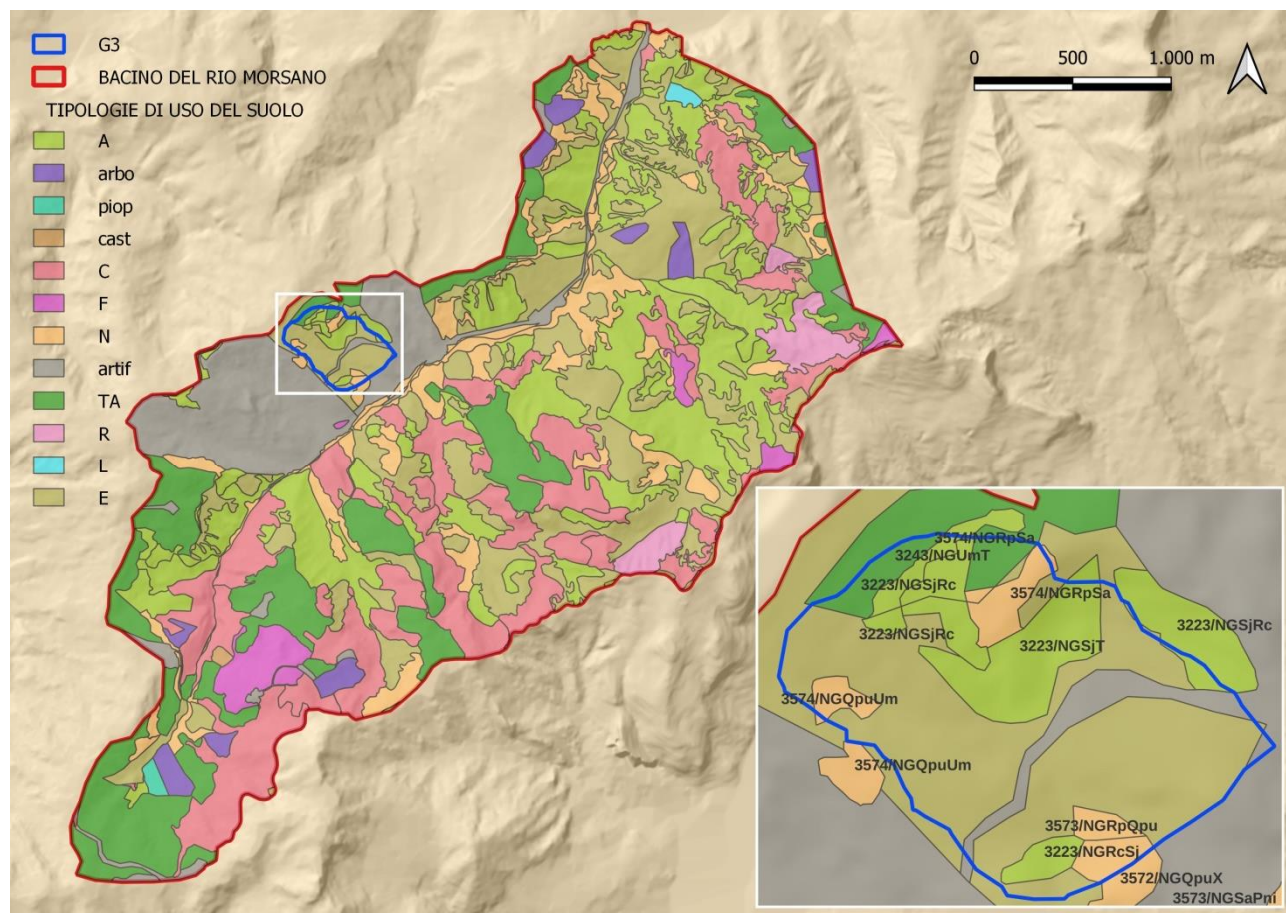 G3
BACINO DEL RIO MORSANO
TIPOLOGIE DI USO DEL SUOLO
A
arbo
piop
cast
C
F
N
artif
TA
R
L
E
0 500 1.000 m
3574/NGRpSa
3243/NGUmT
3223/NGSjRc
3574/NGRpSa
3223/NGSjRc
3223/NGSjRc
3223/NGSjT
3574/NGQpuUm
3574/NGQpuUm
3573/NGRpQpu
3223/NGRcSj
3572/NGQpuX
3573/NGSaPni